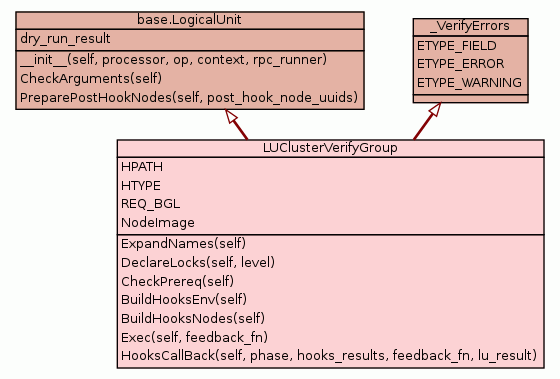 base.LogicalUnit
dry_run_result
__init__(self, processor, op, context, rpc_runner)
CheckArguments(self)
PreparePostHookNodes(self, post_hook_node_uuids)
_VerifyErrors
ETYPE_FIELD
ETYPE_ERROR
ETYPE_WARNING
LUClusterVerifyGroup
HPATH
HTYPE
REQ_BGL
NodeImage
ExpandNames(self)
DeclareLocks(self, level)
CheckPrereq(self)
BuildHooksEnv(self)
BuildHooksNodes(self)
Exec(self, feedback_fn)
HooksCallBack(self, phase, hooks_results, feedback_fn, lu_result)